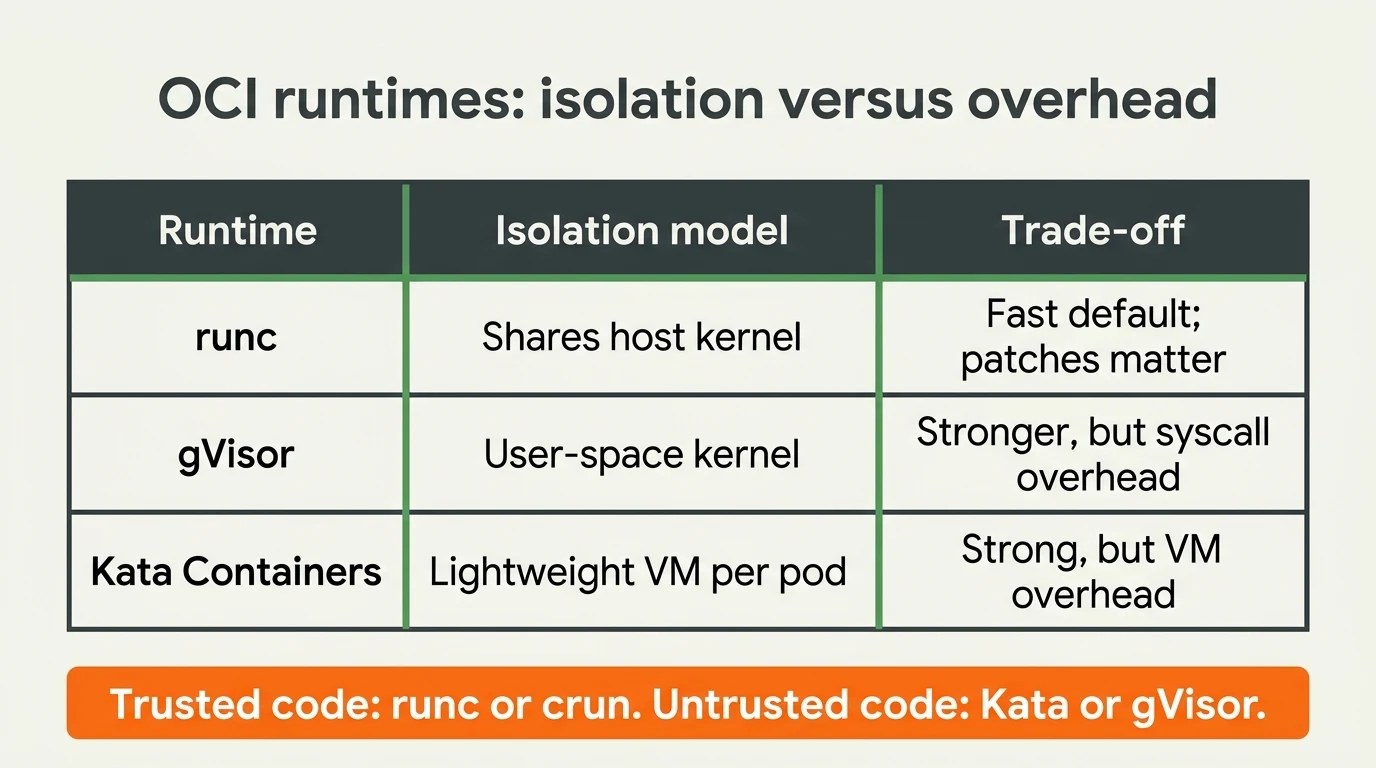 OCI runtimes: isolation versus overhead
Runtime
Isolation model
Trade-off
runc
Shares host kernel
Fast default;
patches matter
gVisor
User-space kernel
Stronger, but syscall
overhead
Kata Containers
Lightweight VM per pod
Strong, but VM
overhead
Trusted code: runc or crun. Untrusted code: Kata or gVisor.